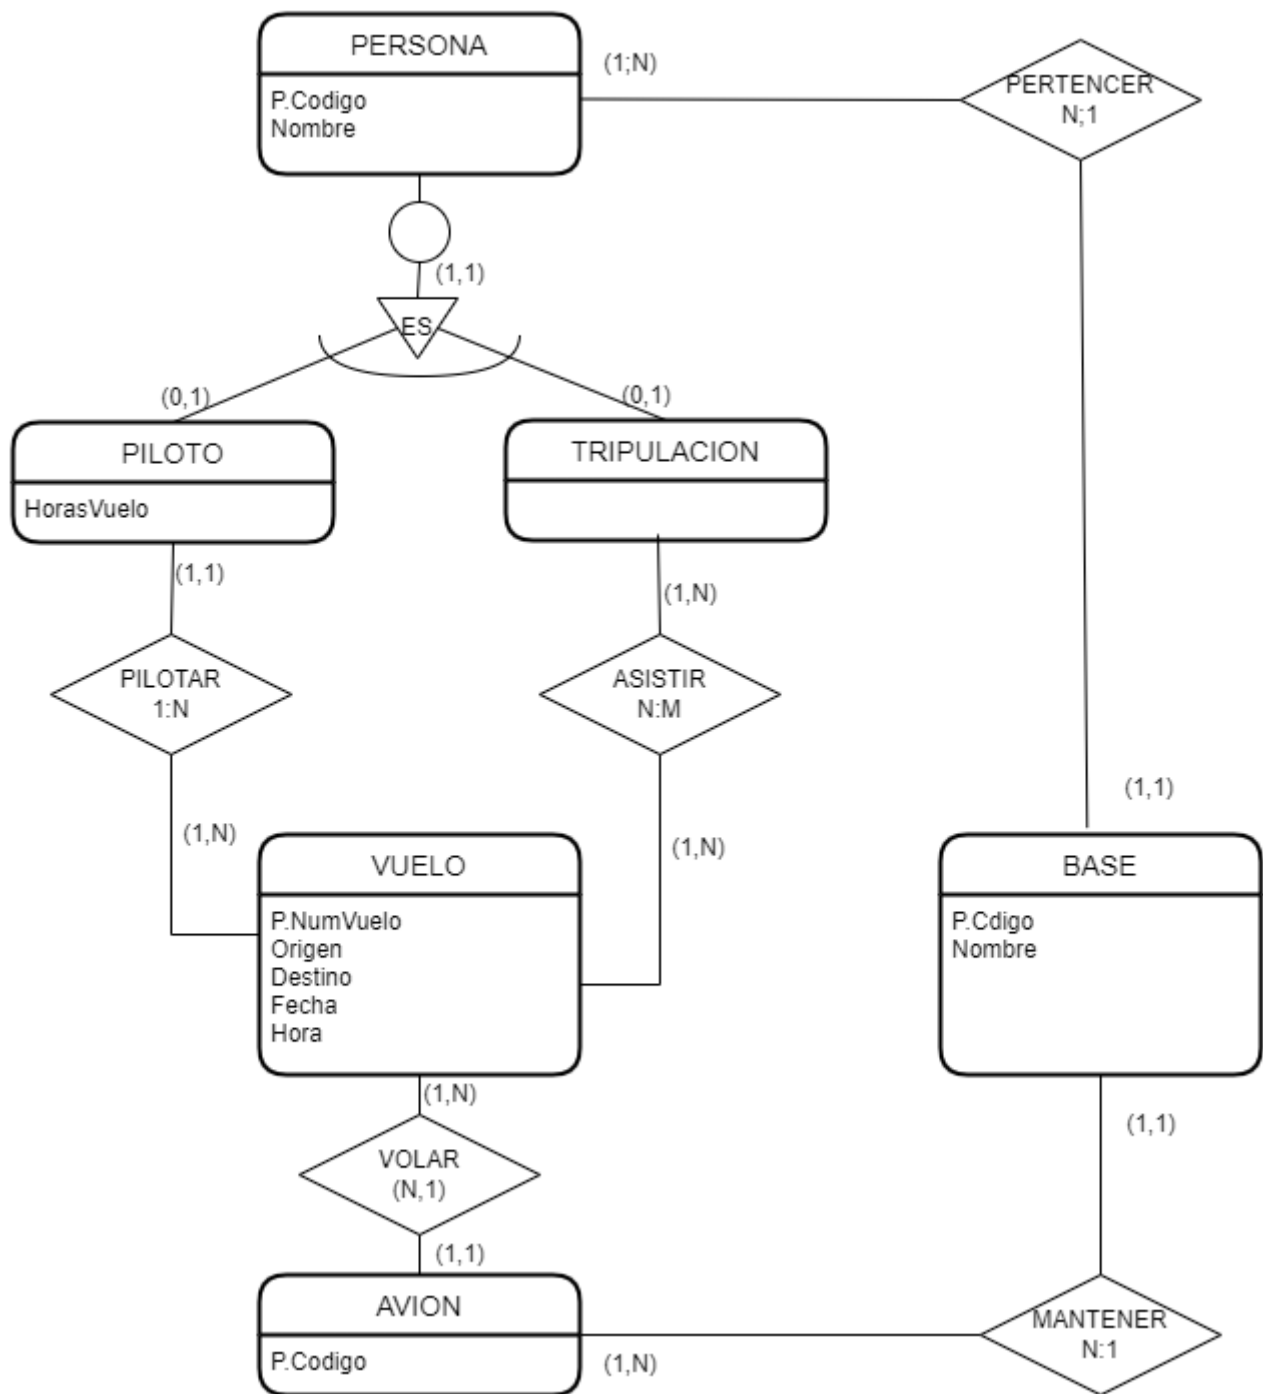 PERSONA
P.Codigo
Nombre
(1;N)
PERTENCER
N;1
(1,1)
ES
(0,1)
(0,1)
PILOTO
HorasVuelo
TRIPULACION
(1,1)
(1,N)
PILOTAR
1:N
ASISTIR
N:M
(1,1)
(1,N)
(1,N)
VUELO
P.NumVuelo
Origen
Destino
Fecha
Hora
BASE
P.Cdigo
Nombre
(1,N)
(1,1)
VOLAR
(N,1)
(1,1)
AVION
P.Codigo
(1,N)
MANTENER
N:1